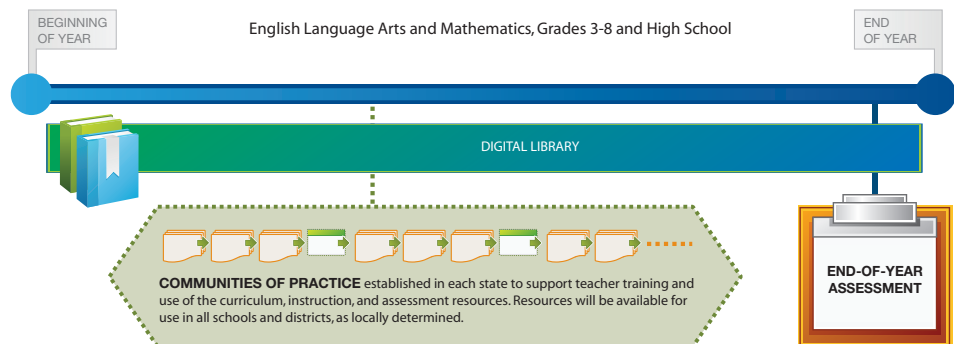 BEGINNING
OF YEAR
English Language Arts and Mathematics, Grades 3-8 and High School
END
OF YEAR
DIGITAL LIBRARY
COMMUNITIES OF PRACTICE established in each state to support teacher training and
use of the curriculum, instruction, and assessment resources. Resources will be available for
use in all schools and districts, as locally determined.
END-OF-YEAR
ASSESSMENT